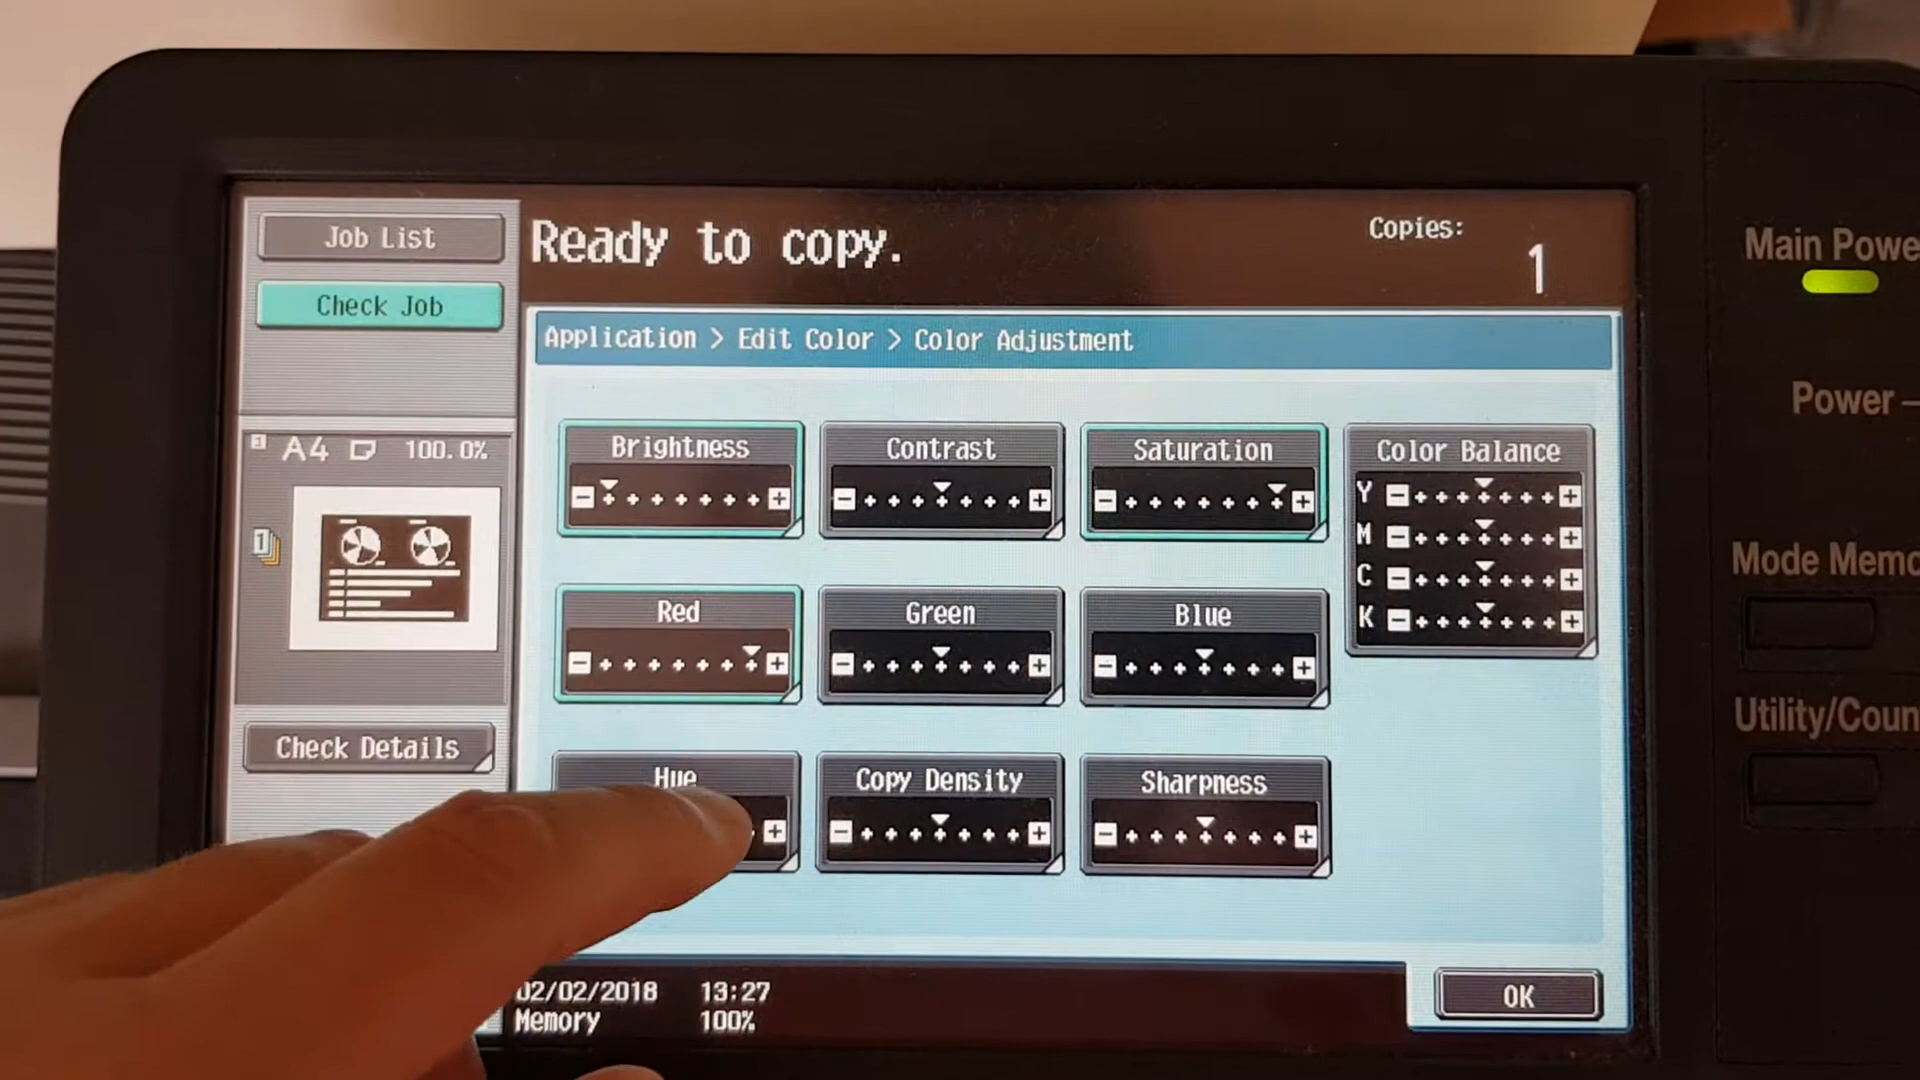 Job List
Ready to copy.
Copies:
1
Check Job
Application > Edit Color > Color Adjustment
A4 100.0%
1
Check Details
Brightness
Contrast
Saturation
Color Balance
Y
M
C
K
Red
Green
Blue
Hue
Copy Density
Sharpness
02/02/2018 13:27
Memory 100%
OK
Main Powe
Power
Mode Memo
Utility/Coun